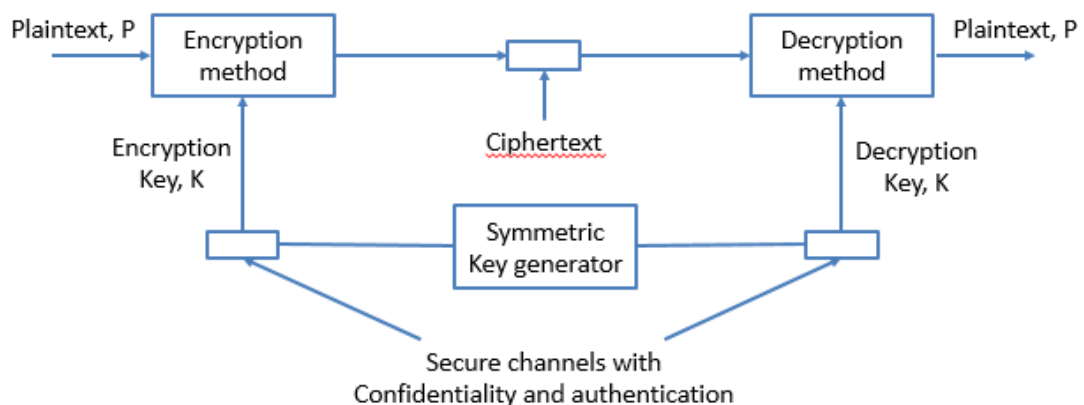 Plaintext, P
Encryption
method
Decryption
method
Plaintext, P
Ciphertext
Encryption
Key, K
Decryption
Key, K
Symmetric
Key generator
Secure channels with
Confidentiality and authentication